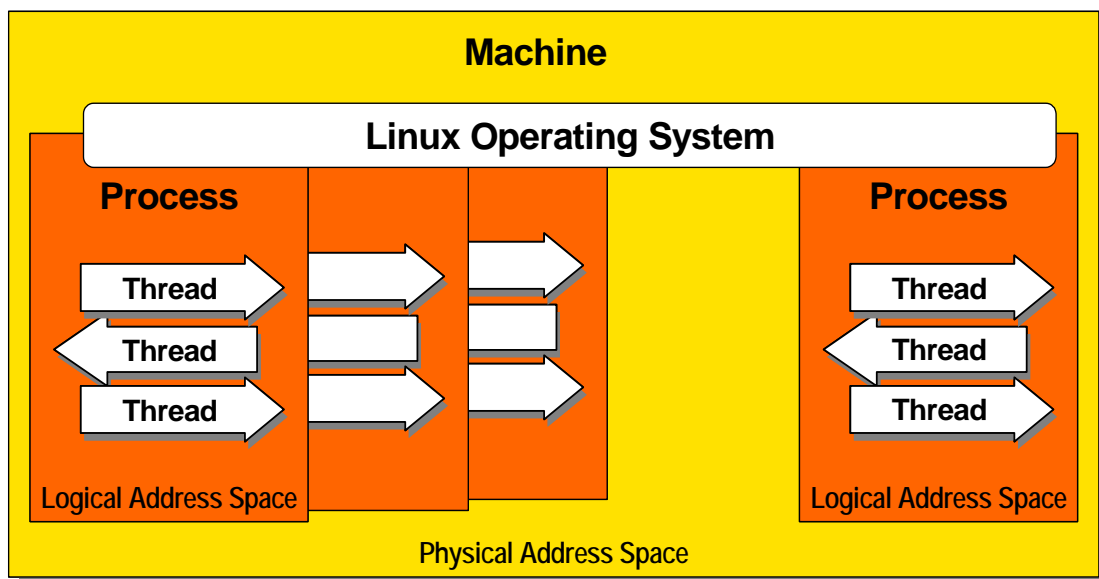 Machine
Linux Operating System
Process
Thread
Thread
Thread
Logical Address Space
Process
Thread
Thread
Thread
Logical Address Space
Physical Address Space